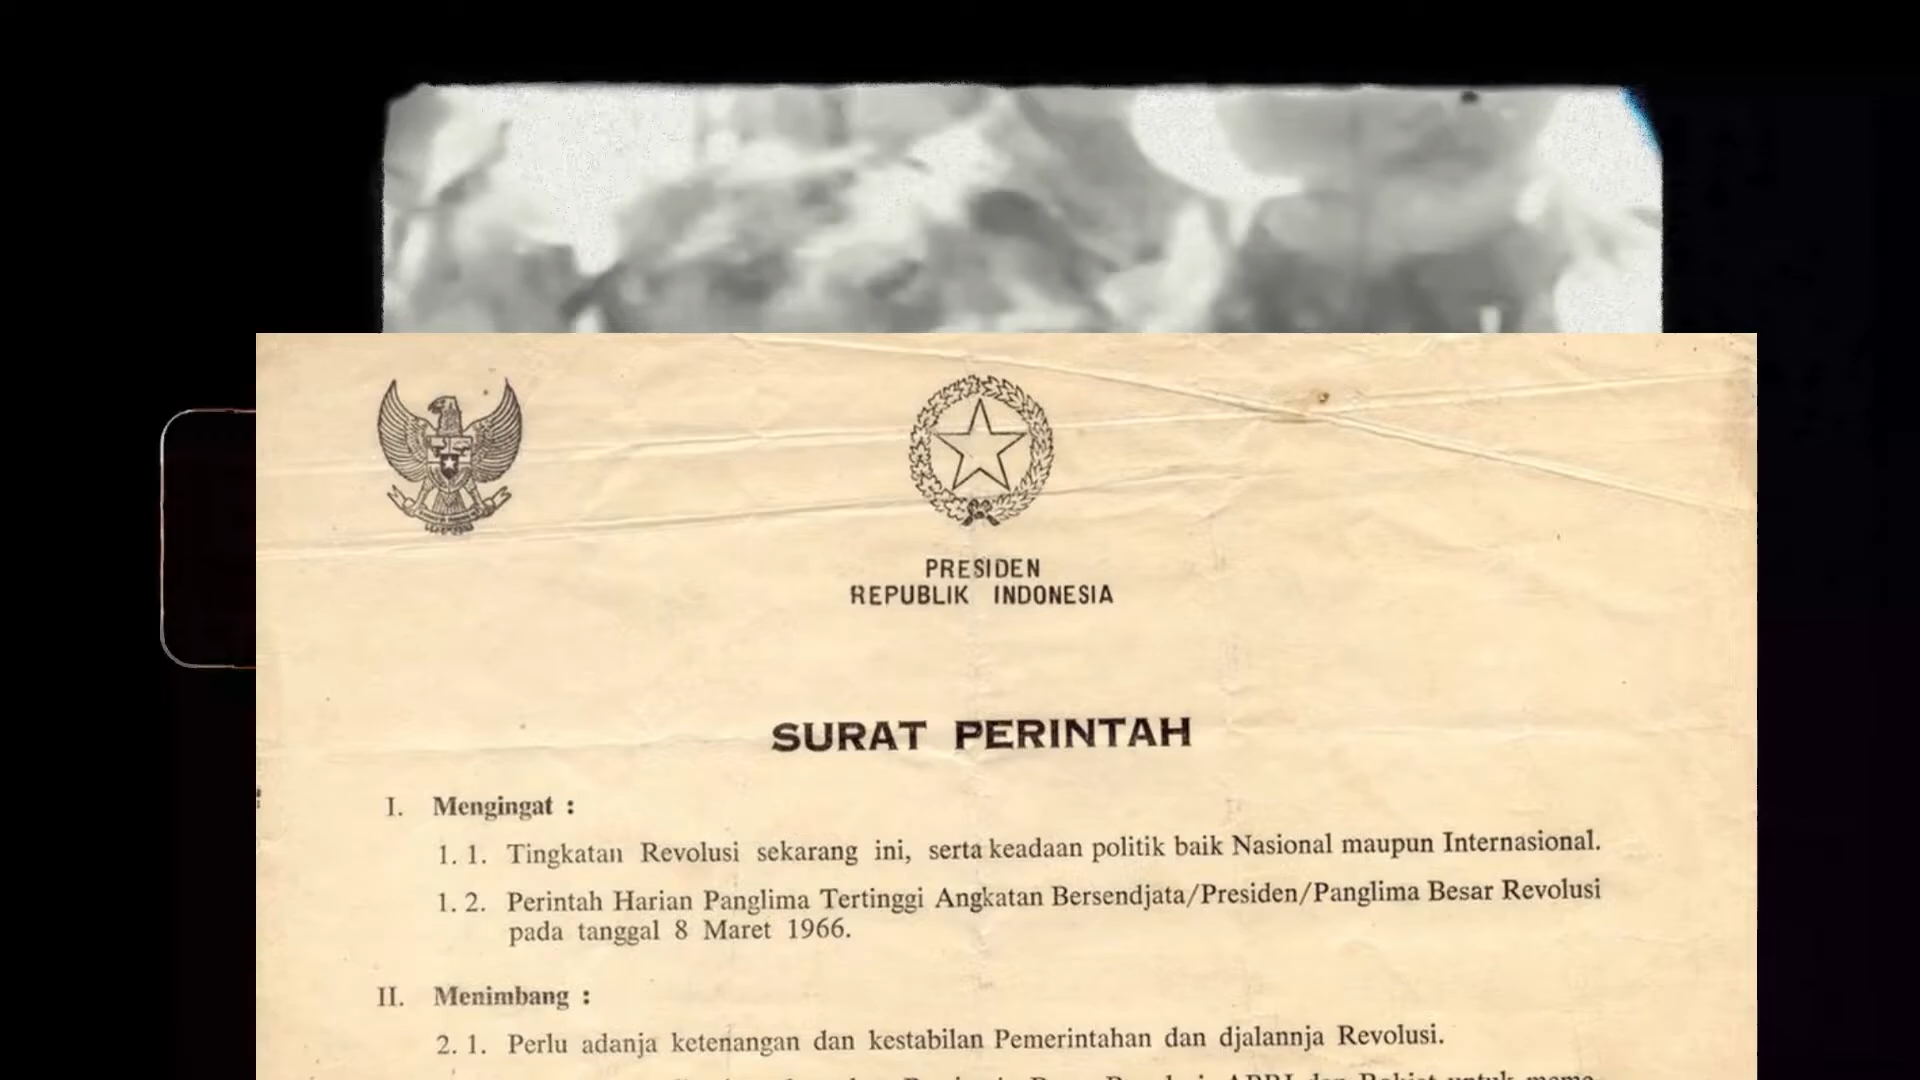 PRESIDEN
REPUBLIK INDONESIA
SURAT PERINTAH
I. Mengingat :
1. 1. Tingkatan Revolusi sekarang ini, serta keadaan politik baik Nasional maupun Internasional.
1. 2. Perintah Harian Panglima Tertinggi Angkatan Bersendjata/Presiden/Panglima Besar Revolusi
pada tanggal 8 Maret 1966.
II. Menimbang :
2. 1. Perlu adanja ketenangan dan kestabilan Pemerintahan dan djalannja Revolusi.